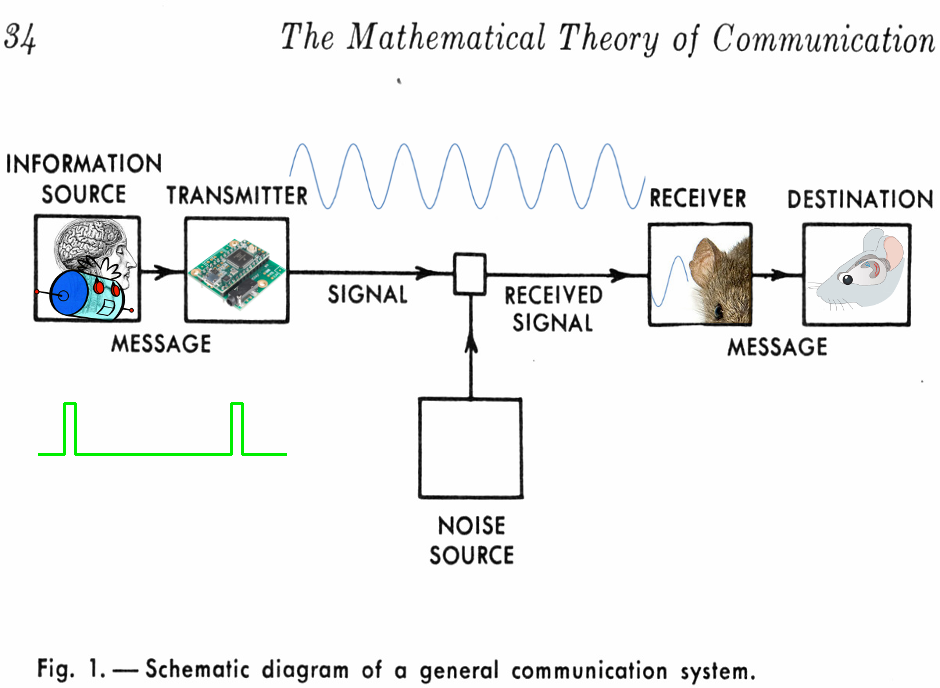 34
The Mathematical Theory of Communication
INFORMATION
SOURCE
TRANSMITTER
RECEIVER
DESTINATION
SIGNAL
RECEIVED
SIGNAL
MESSAGE
MESSAGE
NOISE
SOURCE
Fig. 1. — Schematic diagram of a general communication system.